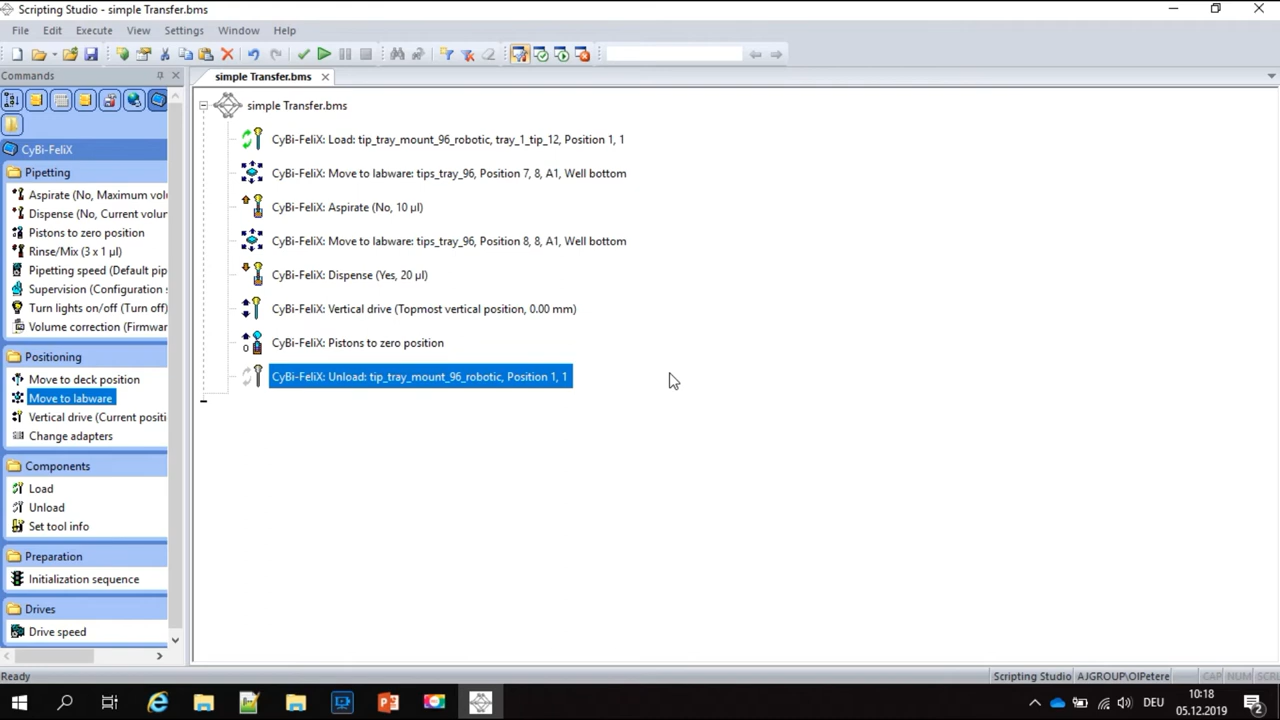 Scripting Studio - simple Transfer.bms
File Edit Execute View Settings Window Help
Commands
simple Transfer.bms
simple Transfer.bms
CyBi-FeliX: Load: tip_tray_mount_96_robotic, tray_1_tip_12, Position 1, 1
CyBi-FeliX: Move to labware: tips_tray_96, Position 7, 8, A1, Well bottom
CyBi-FeliX: Aspirate (No, 10 µl)
CyBi-FeliX: Move to labware: tips_tray_96, Position 8, 8, A1, Well bottom
CyBi-FeliX: Dispense (Yes, 20 µl)
CyBi-FeliX: Vertical drive (Topmost vertical position, 0.00 mm)
CyBi-FeliX: Pistons to zero position
CyBi-FeliX: Unload: tip_tray_mount_96_robotic, Position 1, 1
CyBi-FeliX
Pipetting
Aspirate (No, Maximum volu
Dispense (No, Current volum
Pistons to zero position
Rinse/Mix (3 x 1 µl)
Pipetting speed (Default pip
Supervision (Configuration s
Turn lights on/off (Turn off)
Volume correction (Firmwar
Positioning
Move to deck position
Move to labware
Vertical drive (Current positi
Change adapters
Components
Load
Unload
Set tool info
Preparation
Initialization sequence
Drives
Drive speed
Ready
Scripting Studio AJGROUP\OIPetere CAP NUM SCRL
DEU
10:18
05.12.2019
2